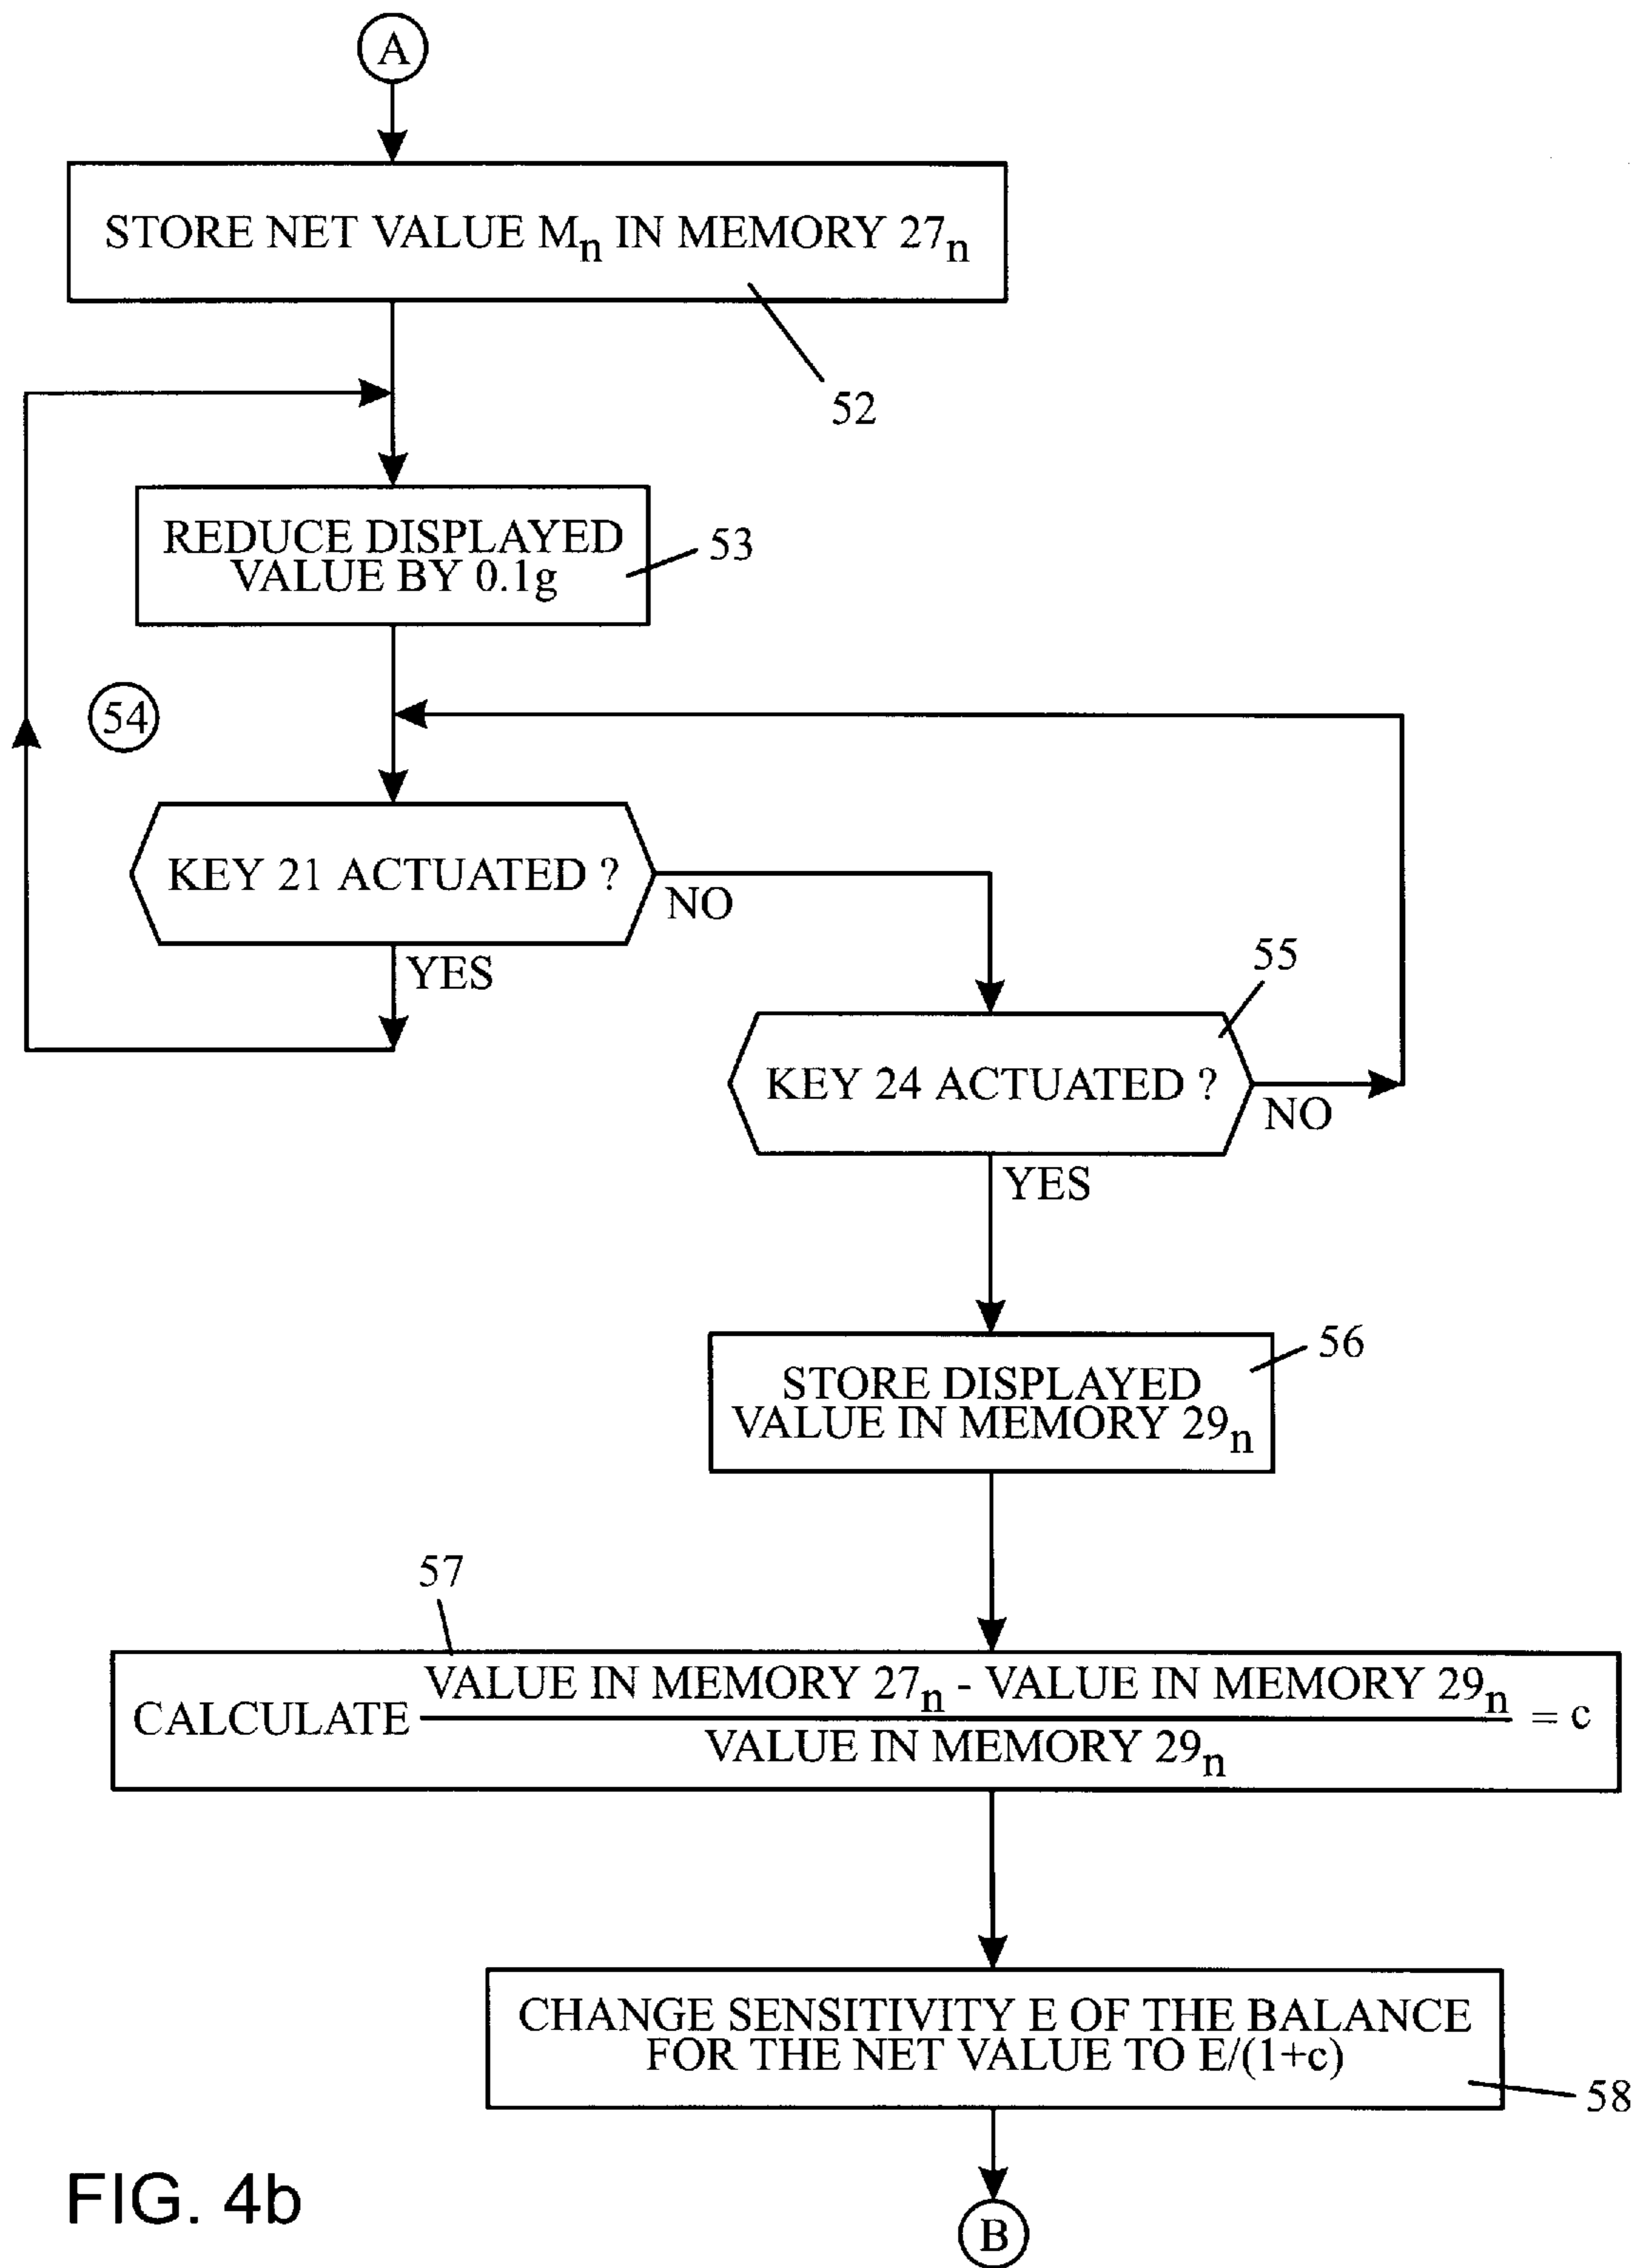 A
STORE NET VALUE Mn IN MEMORY 27n
52
REDUCE DISPLAYED
VALUE BY 0.1g
53
54
KEY 21 ACTUATED ?
NO
YES
55
KEY 24 ACTUATED ?
NO
YES
56
STORE DISPLAYED
VALUE IN MEMORY 29n
57
VALUE IN MEMORY 27n - VALUE IN MEMORY 29n
CALCULATE = c
VALUE IN MEMORY 29n
CHANGE SENSITIVITY E OF THE BALANCE
FOR THE NET VALUE TO E/(1+c)
58
FIG. 4b
B